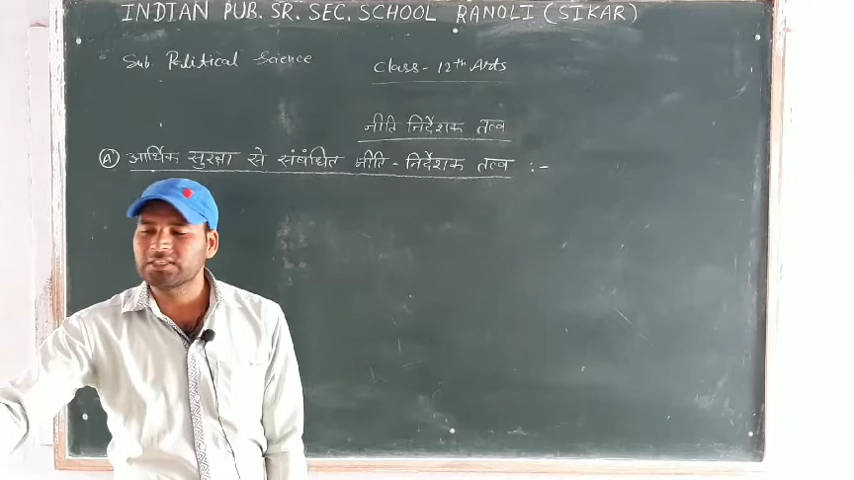 INDIAN PUB. SR. SEC. SCHOOL RANOLI (SIKAR)
Sub Political Science
Class - 12th Arts
नीति निर्देशक तत्व
(A) आर्थिक सुरक्षा से संबंधित नीति - निर्देशक तत्व :-